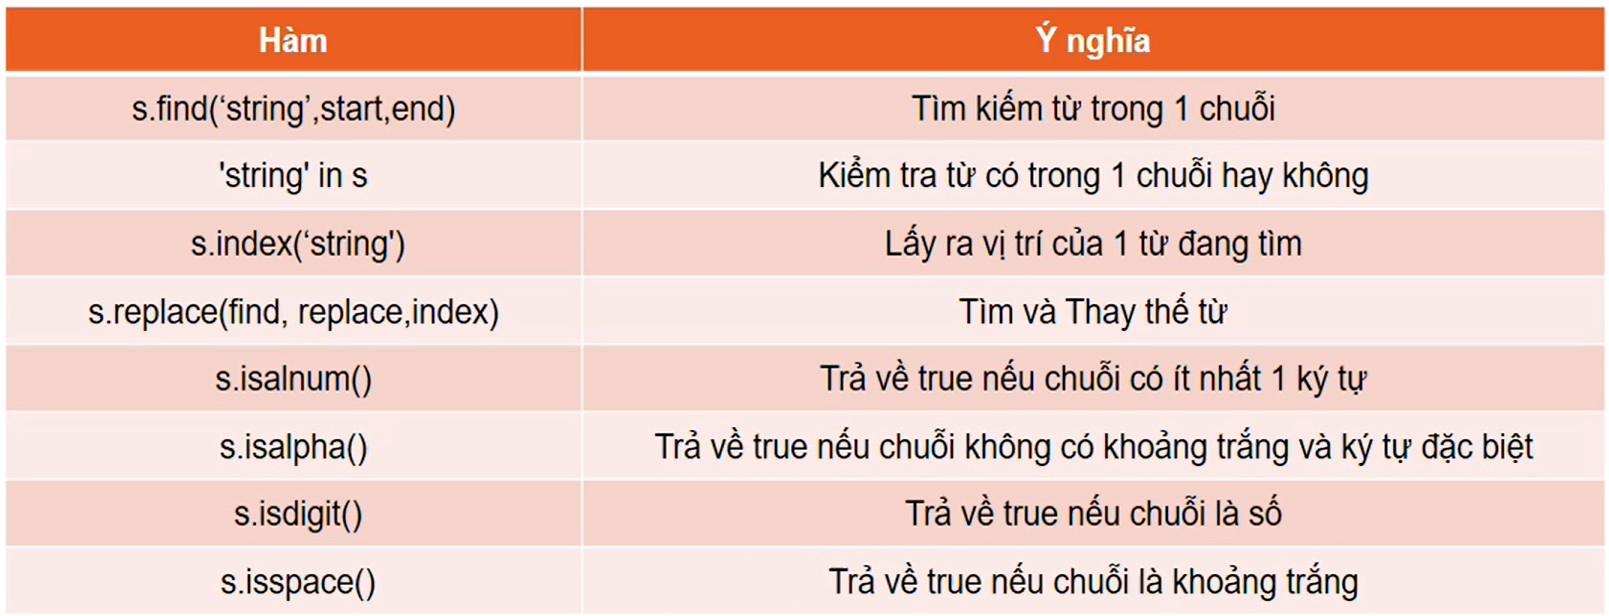 Hàm
Ý nghĩa
s.find(‘string’,start,end)
Tìm kiếm từ trong 1 chuỗi
'string' in s
Kiểm tra từ có trong 1 chuỗi hay không
s.index(‘string')
Lấy ra vị trí của 1 từ đang tìm
s.replace(find, replace,index)
Tìm và Thay thế từ
s.isalnum()
Trả về true nếu chuỗi có ít nhất 1 ký tự
s.isalpha()
Trả về true nếu chuỗi không có khoảng trắng và ký tự đặc biệt
s.isdigit()
Trả về true nếu chuỗi là số
s.isspace()
Trả về true nếu chuỗi là khoảng trắng